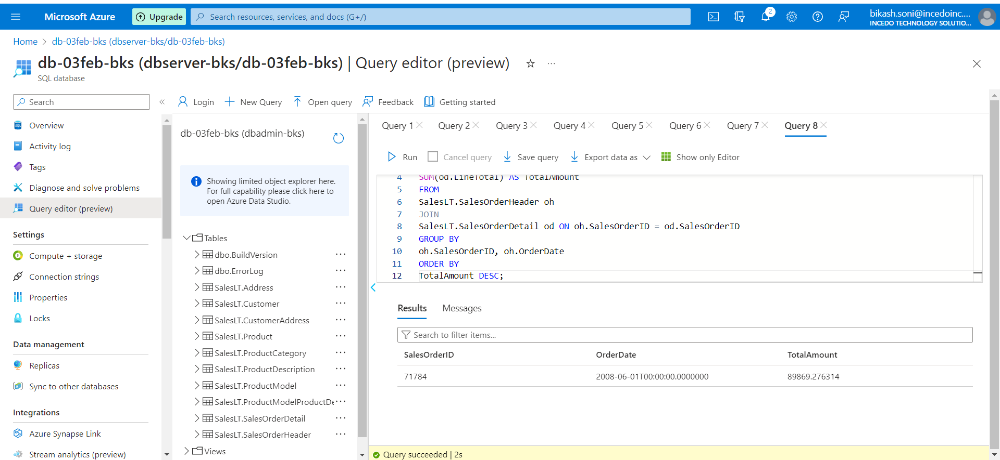 Microsoft Azure
Upgrade
Search resources, services, and docs (G+/)
2
bikash.soni@incedoinc....
INCEDO TECHNOLOGY SOLUTIO...
Home > db-03feb-bks (dbserver-bks/db-03feb-bks)
db-03feb-bks (dbserver-bks/db-03feb-bks) | Query editor (preview)
SQL database
Search
Overview
Activity log
Tags
Diagnose and solve problems
Query editor (preview)
Settings
Compute + storage
Connection strings
Properties
Locks
Data management
Replicas
Sync to other databases
Integrations
Azure Synapse Link
Stream analytics (preview)
Login
New Query
Open query
Feedback
Getting started
db-03feb-bks (dbadmin-bks)
Showing limited object explorer here.
For full capability please click here to
open Azure Data Studio.
Tables
dbo.BuildVersion
dbo.ErrorLog
SalesLT.Address
SalesLT.Customer
SalesLT.CustomerAddress
SalesLT.Product
SalesLT.ProductCategory
SalesLT.ProductDescription
SalesLT.ProductModel
SalesLT.ProductModelProductDe
SalesLT.SalesOrderDetail
SalesLT.SalesOrderHeader
Views
Query 1
Query 2
Query 3
Query 4
Query 5
Query 6
Query 7
Query 8
Run
Cancel query
Save query
Export data as
Show only Editor
4 SUM(od.LineTotal) AS TotalAmount
5 FROM
6 SalesLT.SalesOrderHeader oh
7 JOIN
8 SalesLT.SalesOrderDetail od ON oh.SalesOrderID = od.SalesOrderID
9 GROUP BY
10 oh.SalesOrderID, oh.OrderDate
11 ORDER BY
12 TotalAmount DESC;
Results Messages
Search to filter items...
SalesOrderID OrderDate TotalAmount
71784 2008-06-01T00:00:00.0000000 89869.276314
Query succeeded | 2s